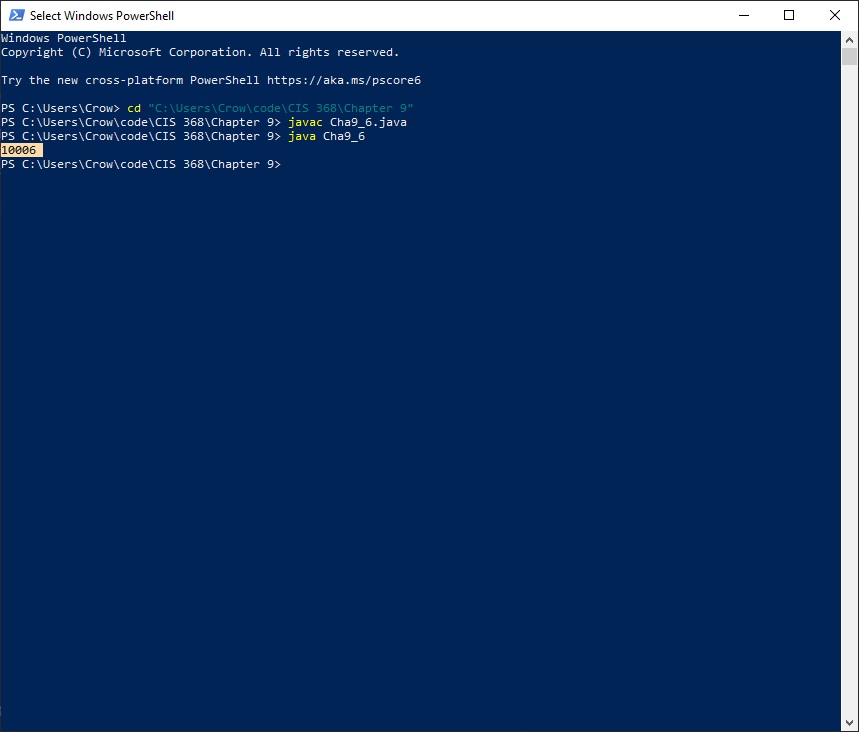 Select Windows PowerShell
Windows PowerShell
Copyright (C) Microsoft Corporation. All rights reserved.
Try the new cross-platform PowerShell https://aka.ms/pscore6
PS C:\Users\Crow> cd "C:\Users\Crow\code\CIS 368\Chapter 9"
PS C:\Users\Crow\code\CIS 368\Chapter 9> javac Cha9_6.java
PS C:\Users\Crow\code\CIS 368\Chapter 9> java Cha9_6
10006
PS C:\Users\Crow\code\CIS 368\Chapter 9>